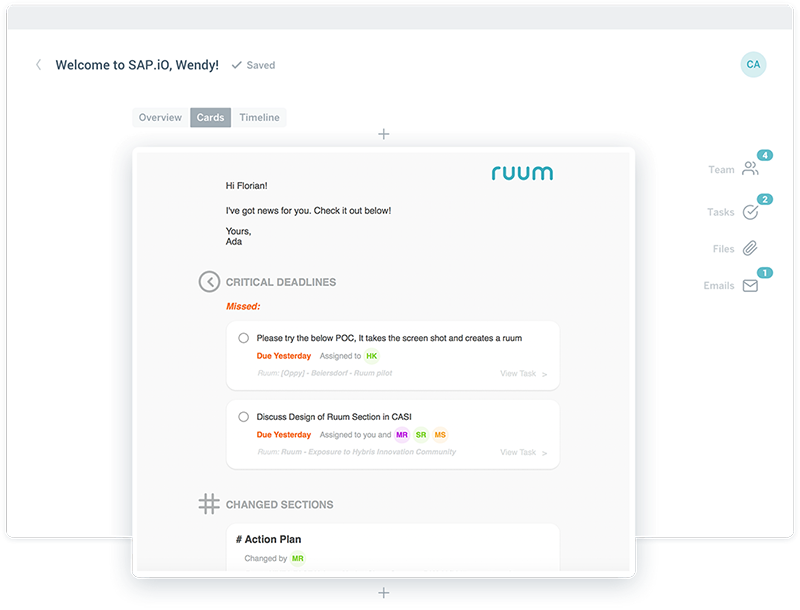 Welcome to SAP.iO, Wendy! Saved
CA
Overview Cards Timeline
ruum
Hi Florian!
I've got news for you. Check it out below!
Yours,
Ada
CRITICAL DEADLINES
Missed:
Please try the below POC, It takes the screen shot and creates a ruum
Due Yesterday Assigned to HK
Ruum: [Oppy] - Beiersdorf - Ruum pilot View Task >
Discuss Design of Ruum Section in CASI
Due Yesterday Assigned to you and MR SR MS
Ruum: Ruum - Exposure to Hybris Innovation Community View Task >
# CHANGED SECTIONS
# Action Plan
Changed by MR
Team 4
Tasks 2
Files
Emails 1